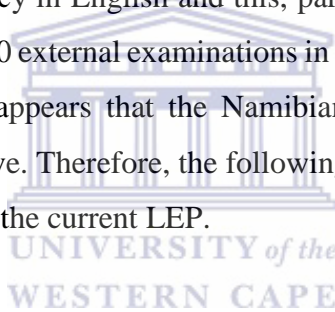 cy in English and this, par
0 external examinations in
appears that the Namibian
ve. Therefore, the following
the current LEP.
UNIVERSITY of the
WESTERN CAPE